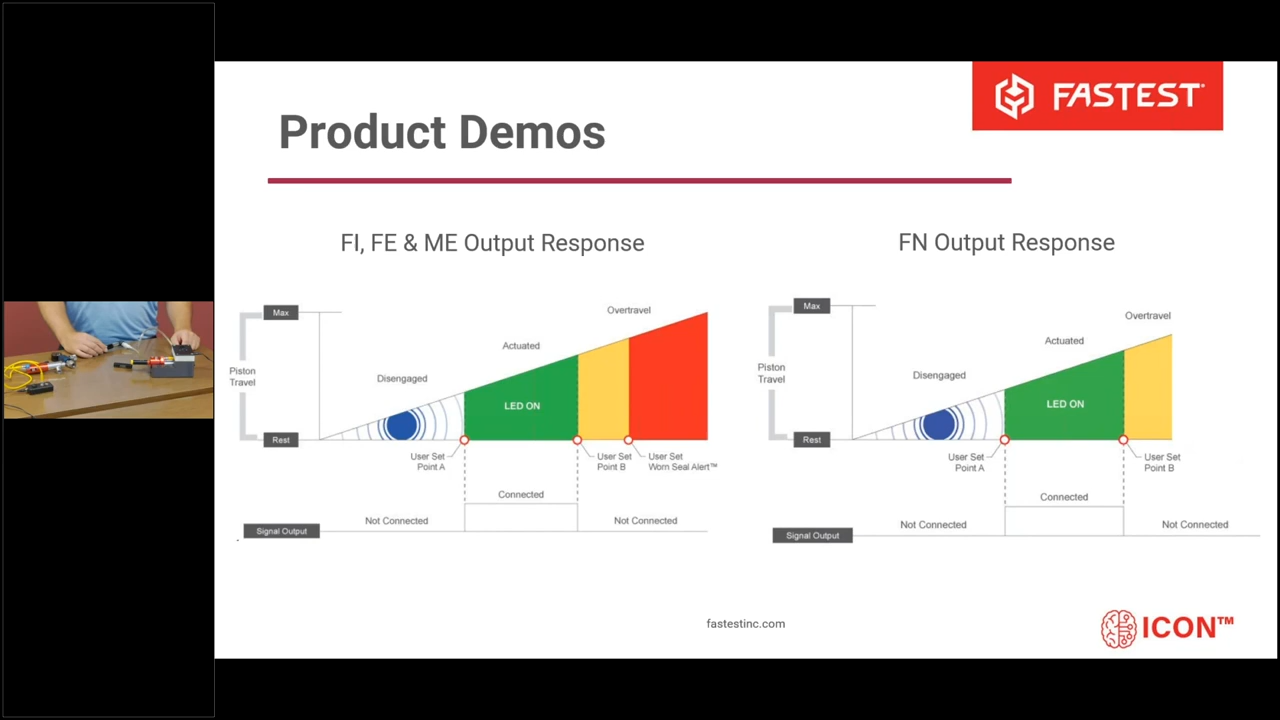 FASTEST
Product Demos
FI, FE & ME Output Response
Max
Overtravel
Actuated
Piston
Travel
Disengaged
LED ON
Rest
User Set
Point A
User Set
Point B
User Set
Worn Seal Alert™
Connected
Not Connected
Not Connected
Signal Output
FN Output Response
Max
Overtravel
Actuated
Piston
Travel
Disengaged
LED ON
Rest
User Set
Point A
User Set
Point B
Connected
Not Connected
Not Connected
Signal Output
fastestinc.com
ICON™